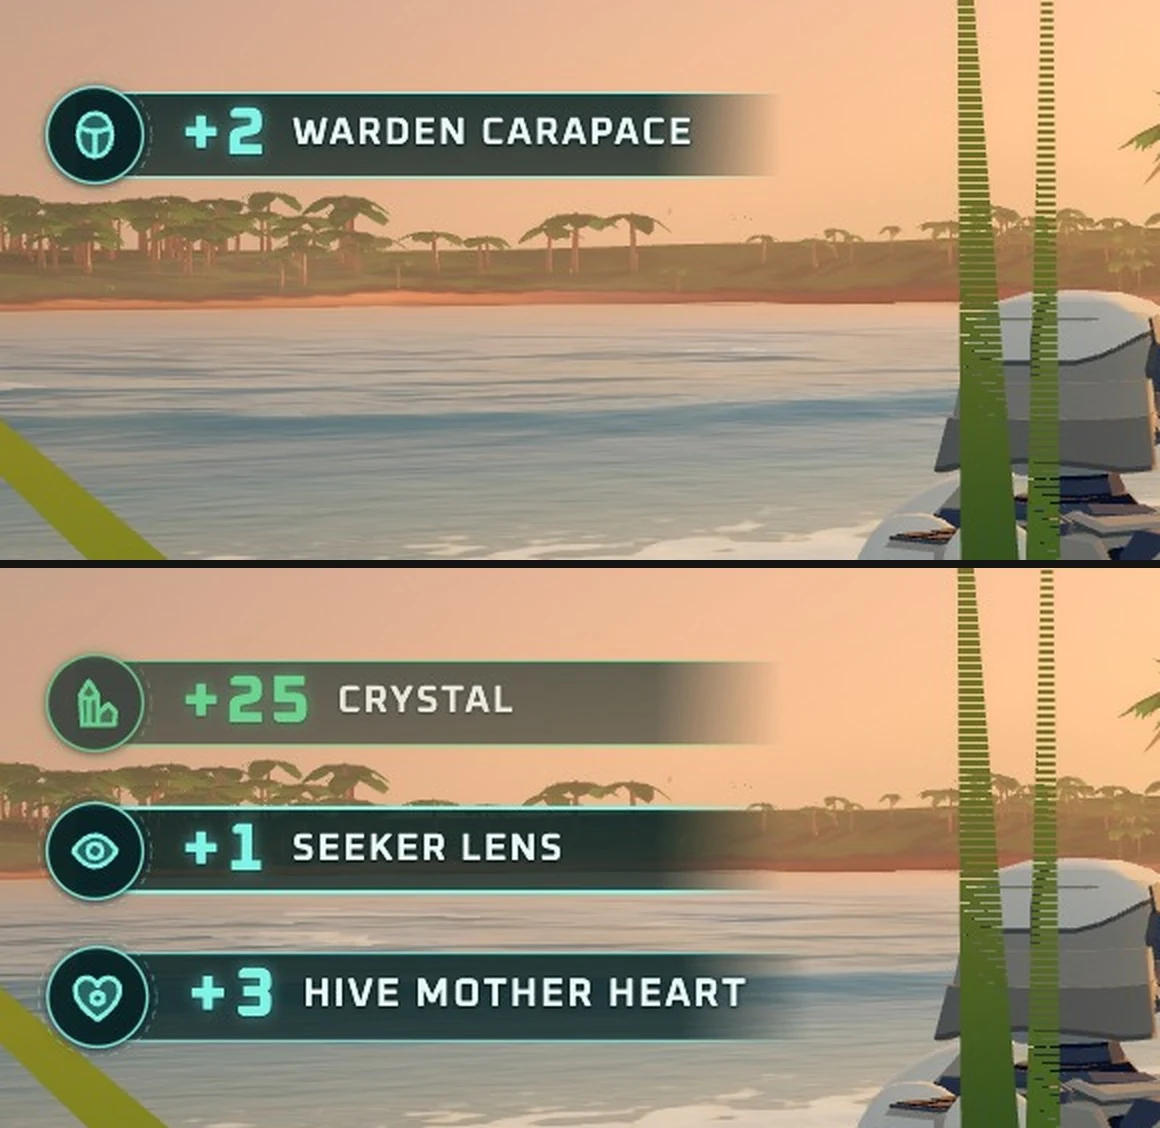 +2 WARDEN CARAPACE
+25 CRYSTAL
+1 SEEKER LENS
+3 HIVE MOTHER HEART